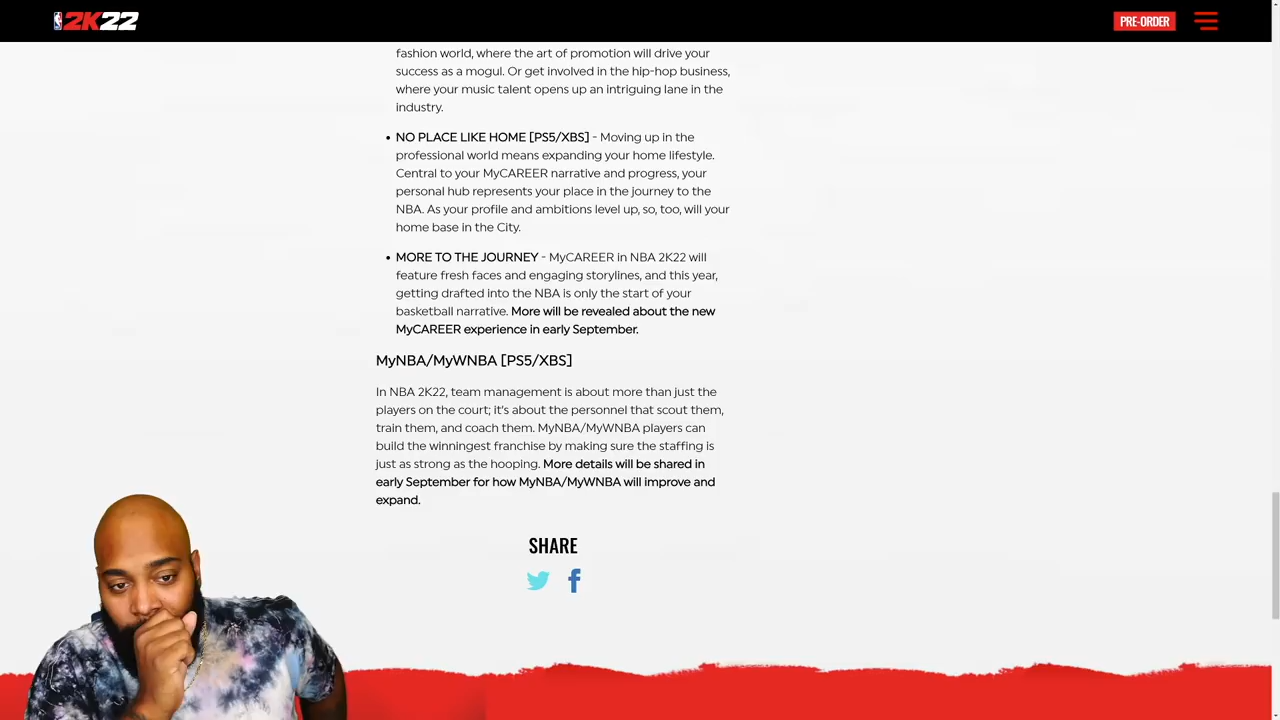 2K22
PRE-ORDER
fashion world, where the art of promotion will drive your
success as a mogul. Or get involved in the hip-hop business,
where your music talent opens up an intriguing lane in the
industry.
• NO PLACE LIKE HOME [PS5/XBS] - Moving up in the
professional world means expanding your home lifestyle.
Central to your MyCAREER narrative and progress, your
personal hub represents your place in the journey to the
NBA. As your profile and ambitions level up, so, too, will your
home base in the City.
• MORE TO THE JOURNEY - MyCAREER in NBA 2K22 will
feature fresh faces and engaging storylines, and this year,
getting drafted into the NBA is only the start of your
basketball narrative. More will be revealed about the new
MyCAREER experience in early September.
MyNBA/MyWNBA [PS5/XBS]
In NBA 2K22, team management is about more than just the
players on the court; it's about the personnel that scout them,
train them, and coach them. MyNBA/MyWNBA players can
build the winningest franchise by making sure the staffing is
just as strong as the hooping. More details will be shared in
early September for how MyNBA/MyWNBA will improve and
expand.
SHARE